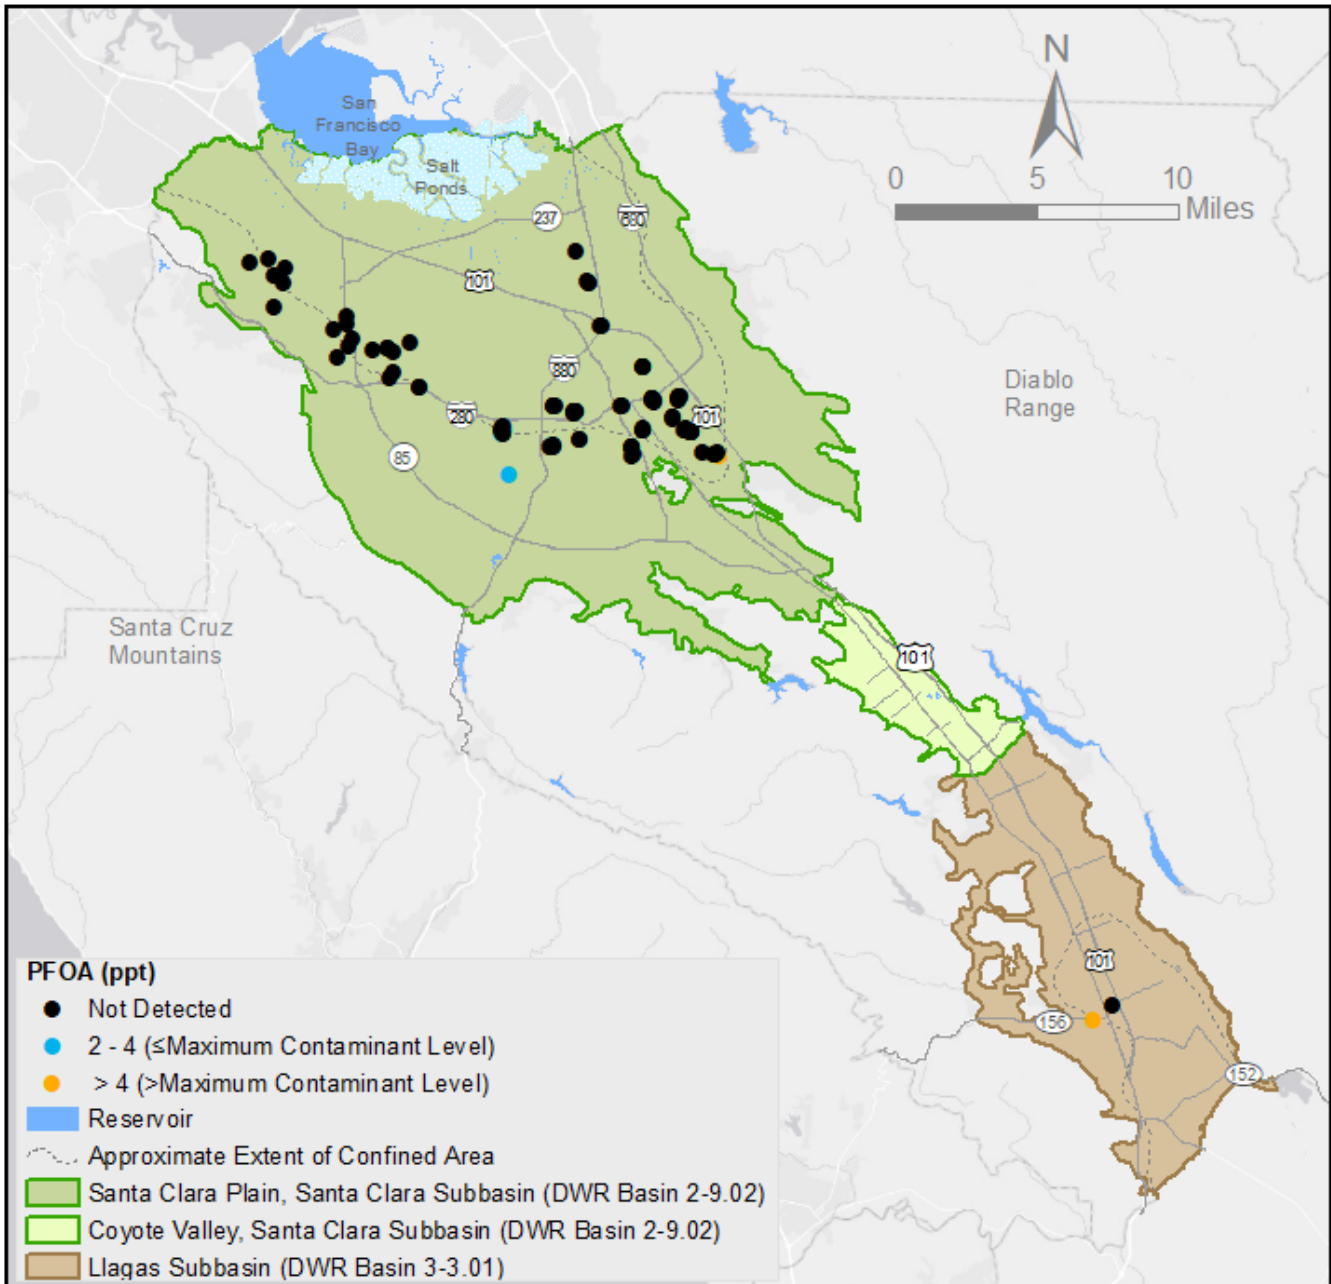 N
0 5 10
Miles
San
Francisco
Bay
Salt
Ponds
237
680
101
Diablo
Range
880
280
101
85
Santa Cruz
Mountains
101
101
156
152
PFOA (ppt)
Not Detected
2 - 4 (≤Maximum Contaminant Level)
> 4 (>Maximum Contaminant Level)
Reservoir
Approximate Extent of Confined Area
Santa Clara Plain, Santa Clara Subbasin (DWR Basin 2-9.02)
Coyote Valley, Santa Clara Subbasin (DWR Basin 2-9.02)
Llagas Subbasin (DWR Basin 3-3.01)